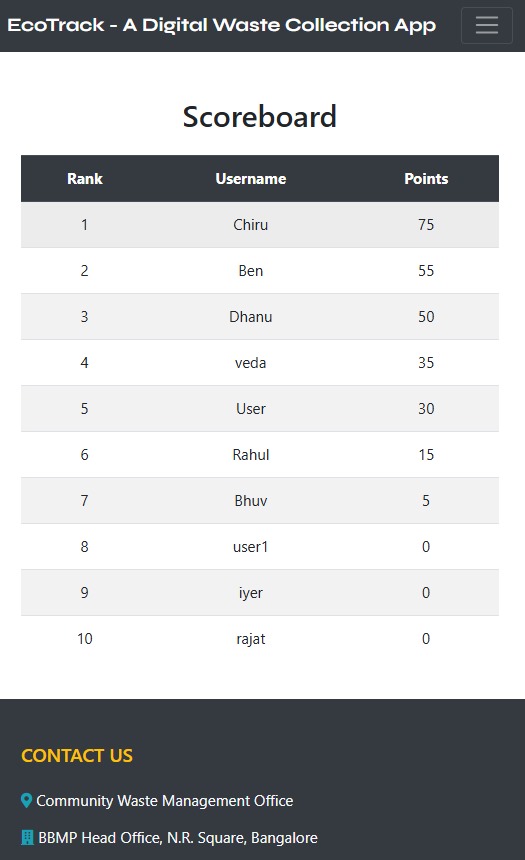 EcoTrack - A Digital Waste Collection App
Scoreboard
Rank Username Points
1 Chiru 75
2 Ben 55
3 Dhanu 50
4 veda 35
5 User 30
6 Rahul 15
7 Bhuv 5
8 user1 0
9 iyer 0
10 rajat 0
CONTACT US
Community Waste Management Office
BBMP Head Office, N.R. Square, Bangalore